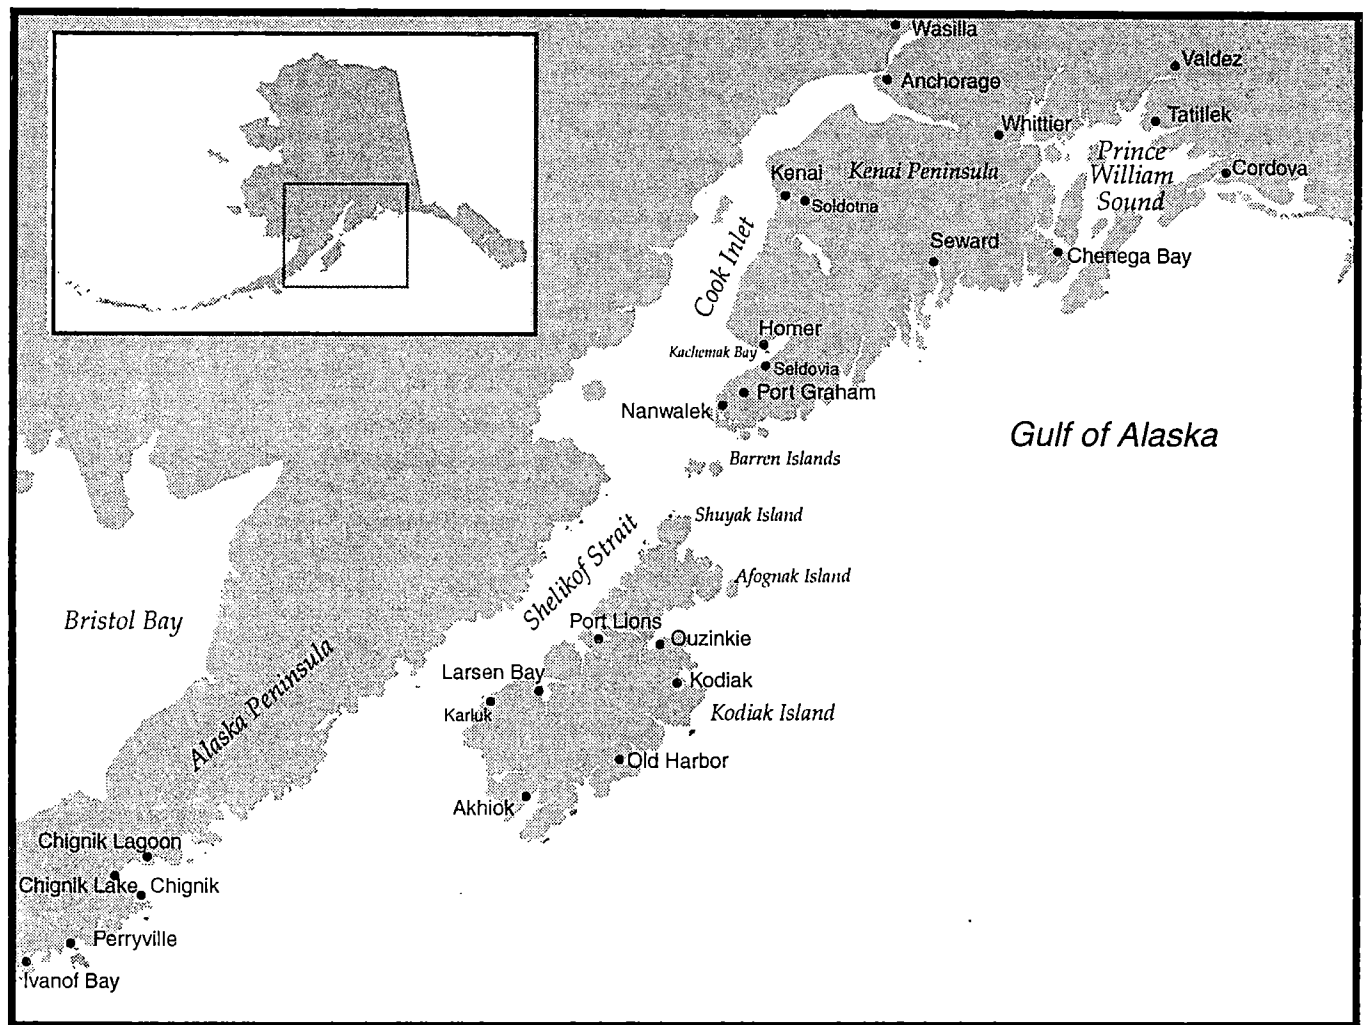 Wasilla
Valdez
Anchorage
Tatitlek
Whittier
Prince
William
Sound
Cordova
Kenai
Kenai Peninsula
Soldotna
Cook Inlet
Seward
Chenega Bay
Homer
Kachemak Bay
Seldovia
Port Graham
Nanwalek
Gulf of Alaska
Barren Islands
Shuyak Island
Shelikof Strait
Afognak Island
Bristol Bay
Port Lions
Ouzinkie
Alaska Peninsula
Larsen Bay
Kodiak
Karluk
Kodiak Island
Old Harbor
Akhiok
Chignik Lagoon
Chignik Lake
Chignik
Perryville
Ivanof Bay